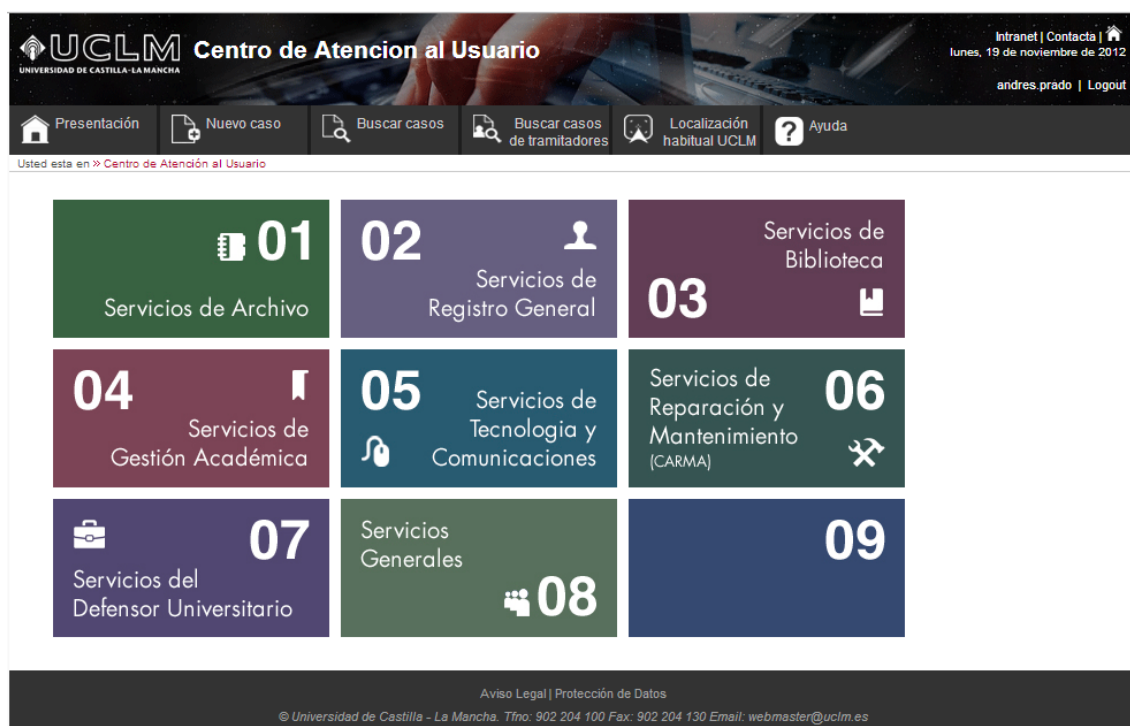 UCLM
UNIVERSIDAD DE CASTILLA-LA MANCHA
Centro de Atencion al Usuario
Intranet | Contacta |
lunes, 19 de noviembre de 2012
andres.prado | Logout
Presentación
Nuevo caso
Buscar casos
Buscar casos
de tramitadores
Localización
habitual UCLM
? Ayuda
Usted esta en » Centro de Atención al Usuario
01
Servicios de Archivo
02
Servicios de
Registro General
Servicios de
Biblioteca
03
04
Servicios de
Gestión Académica
05
Servicios de
Tecnologia y
Comunicaciones
Servicios de
Reparación y
Mantenimiento
(CARMA)
06
07
Servicios del
Defensor Universitario
Servicios
Generales
08
09
Aviso Legal | Protección de Datos
© Universidad de Castilla - La Mancha. Tfno: 902 204 100 Fax: 902 204 130 Email: webmaster@uclm.es